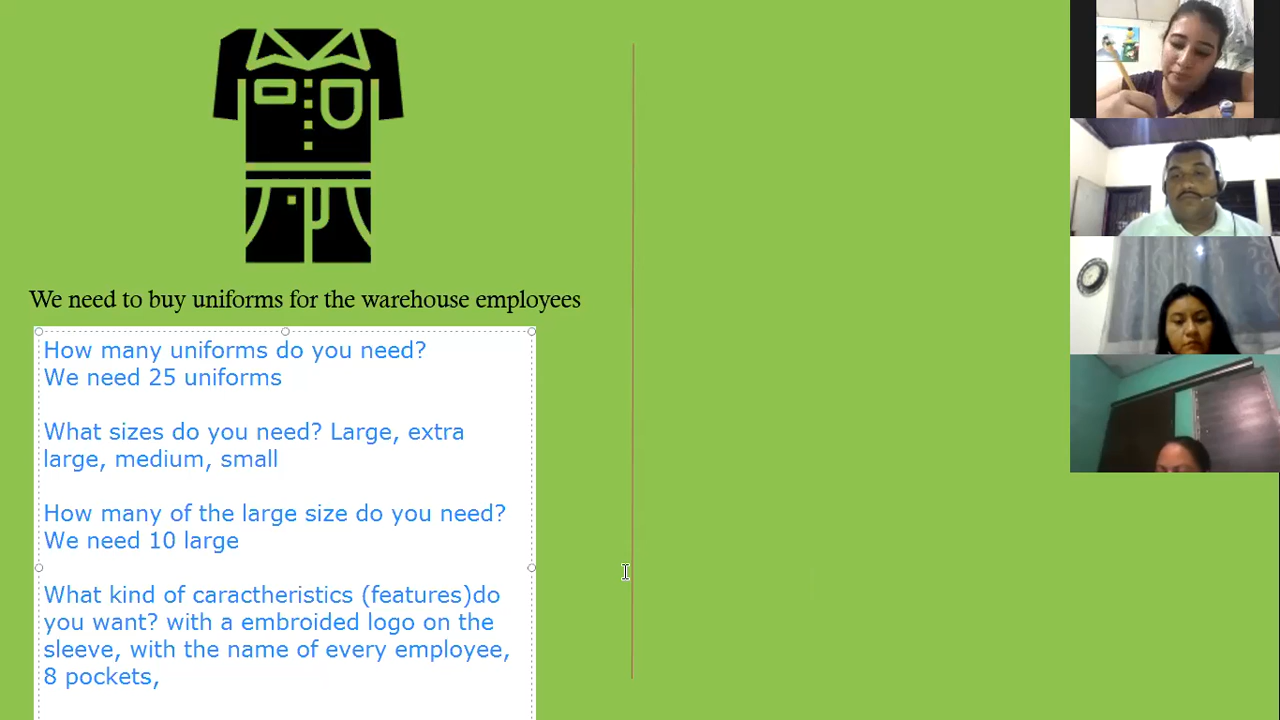 We need to buy uniforms for the warehouse employees
How many uniforms do you need?
We need 25 uniforms
What sizes do you need? Large, extra
large, medium, small
How many of the large size do you need?
We need 10 large
What kind of caractheristics (features)do
you want? with a embroided logo on the
sleeve, with the name of every employee,
8 pockets,